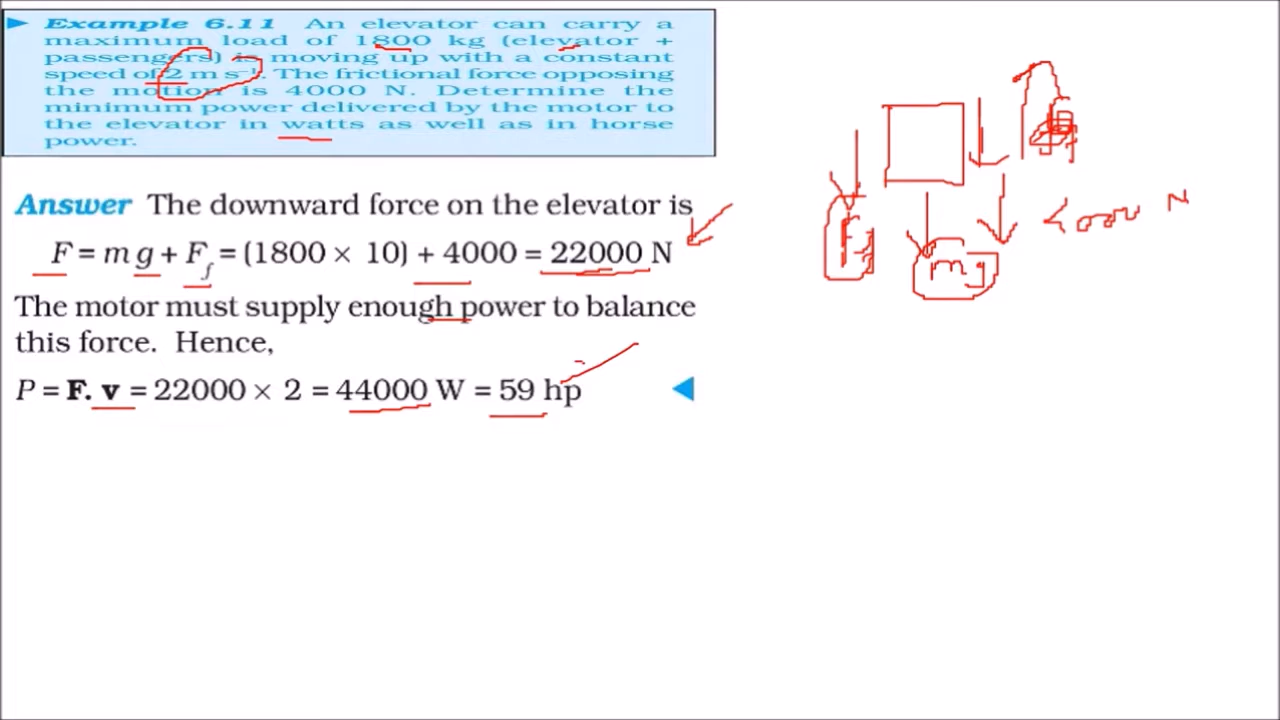 Example 6.11 An elevator can carry a
maximum load of 1800 kg (elevator +
passengers) is moving up with a constant
speed of 2 m s⁻¹. The frictional force opposing
the motion is 4000 N. Determine the
minimum power delivered by the motor to
the elevator in watts as well as in horse
power.
Answer The downward force on the elevator is
F = m g + F_f = (1800 × 10) + 4000 = 22000 N
The motor must supply enough power to balance
this force. Hence,
P = F. v = 22000 × 2 = 44000 W = 59 hp
4000 N
mg